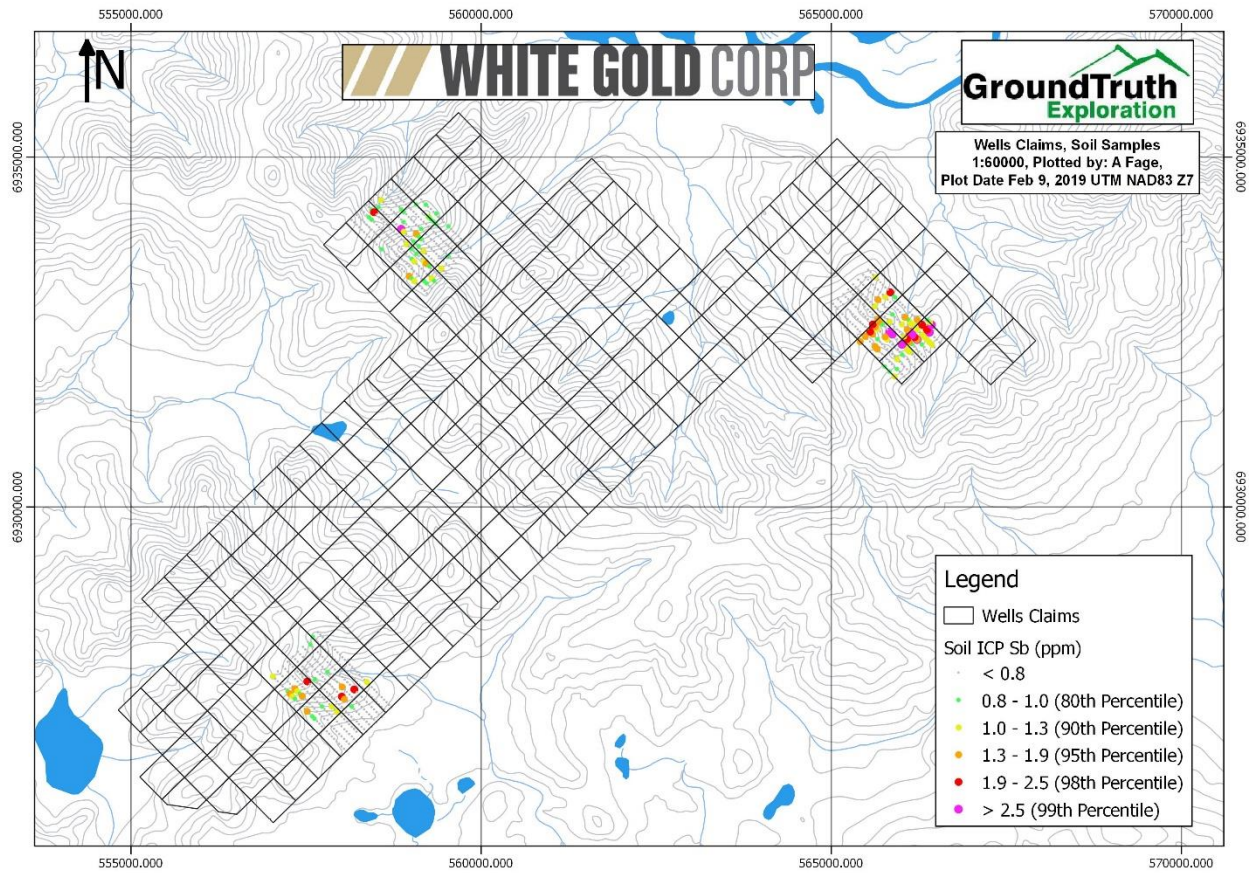 555000.000 560000.000 565000.000 570000.000
N
WHITE GOLD CORP
GroundTruth
Exploration
Wells Claims, Soil Samples
1:60000, Plotted by: A Fage,
Plot Date Feb 9, 2019 UTM NAD83 Z7
6935000.000 6935000.000
6930000.000 6930000.000
Legend
Wells Claims
Soil ICP Sb (ppm)
< 0.8
0.8 - 1.0 (80th Percentile)
1.0 - 1.3 (90th Percentile)
1.3 - 1.9 (95th Percentile)
1.9 - 2.5 (98th Percentile)
> 2.5 (99th Percentile)
555000.000 560000.000 565000.000 570000.000